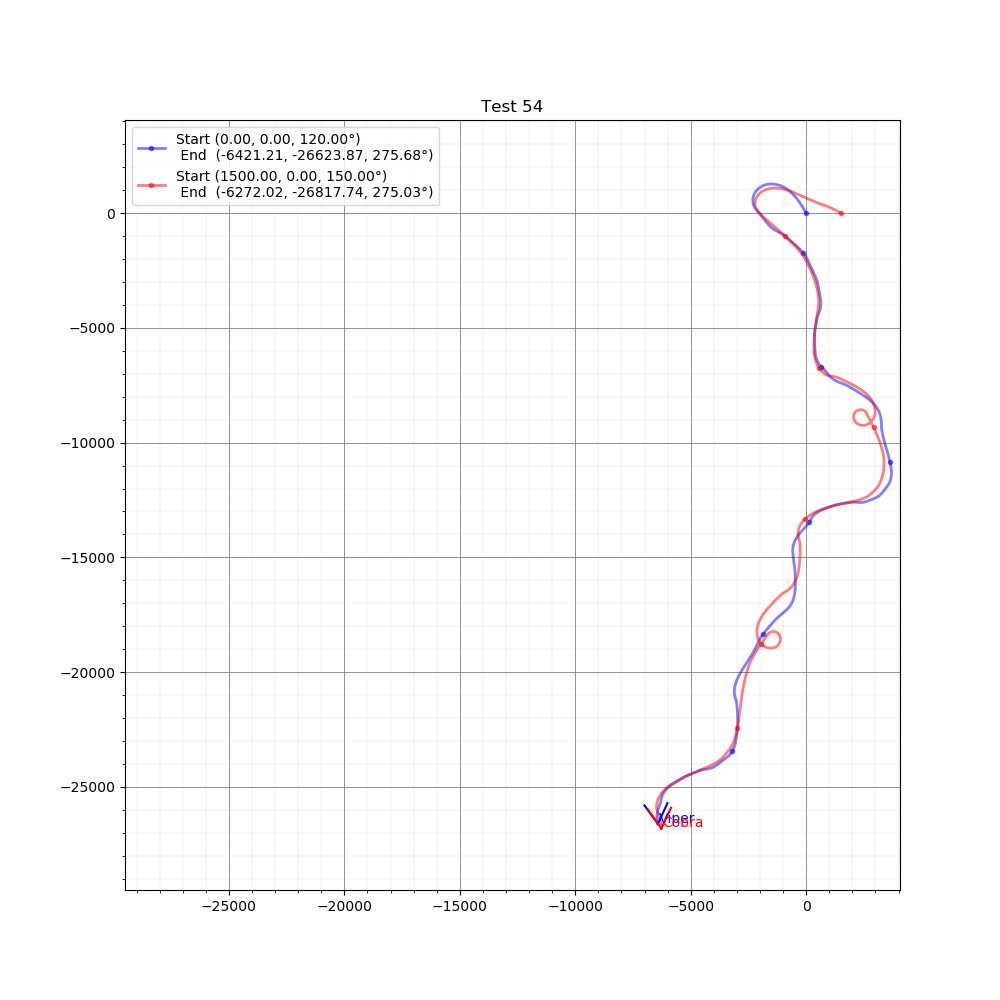 Test 54
Start (0.00, 0.00, 120.00°)
End (-6421.21, -26623.87, 275.68°)
Start (1500.00, 0.00, 150.00°)
End (-6272.02, -26817.74, 275.03°)
0
−5000
−10000
−15000
−20000
−25000
Viper
Cobra
−25000 −20000 −15000 −10000 −5000 0